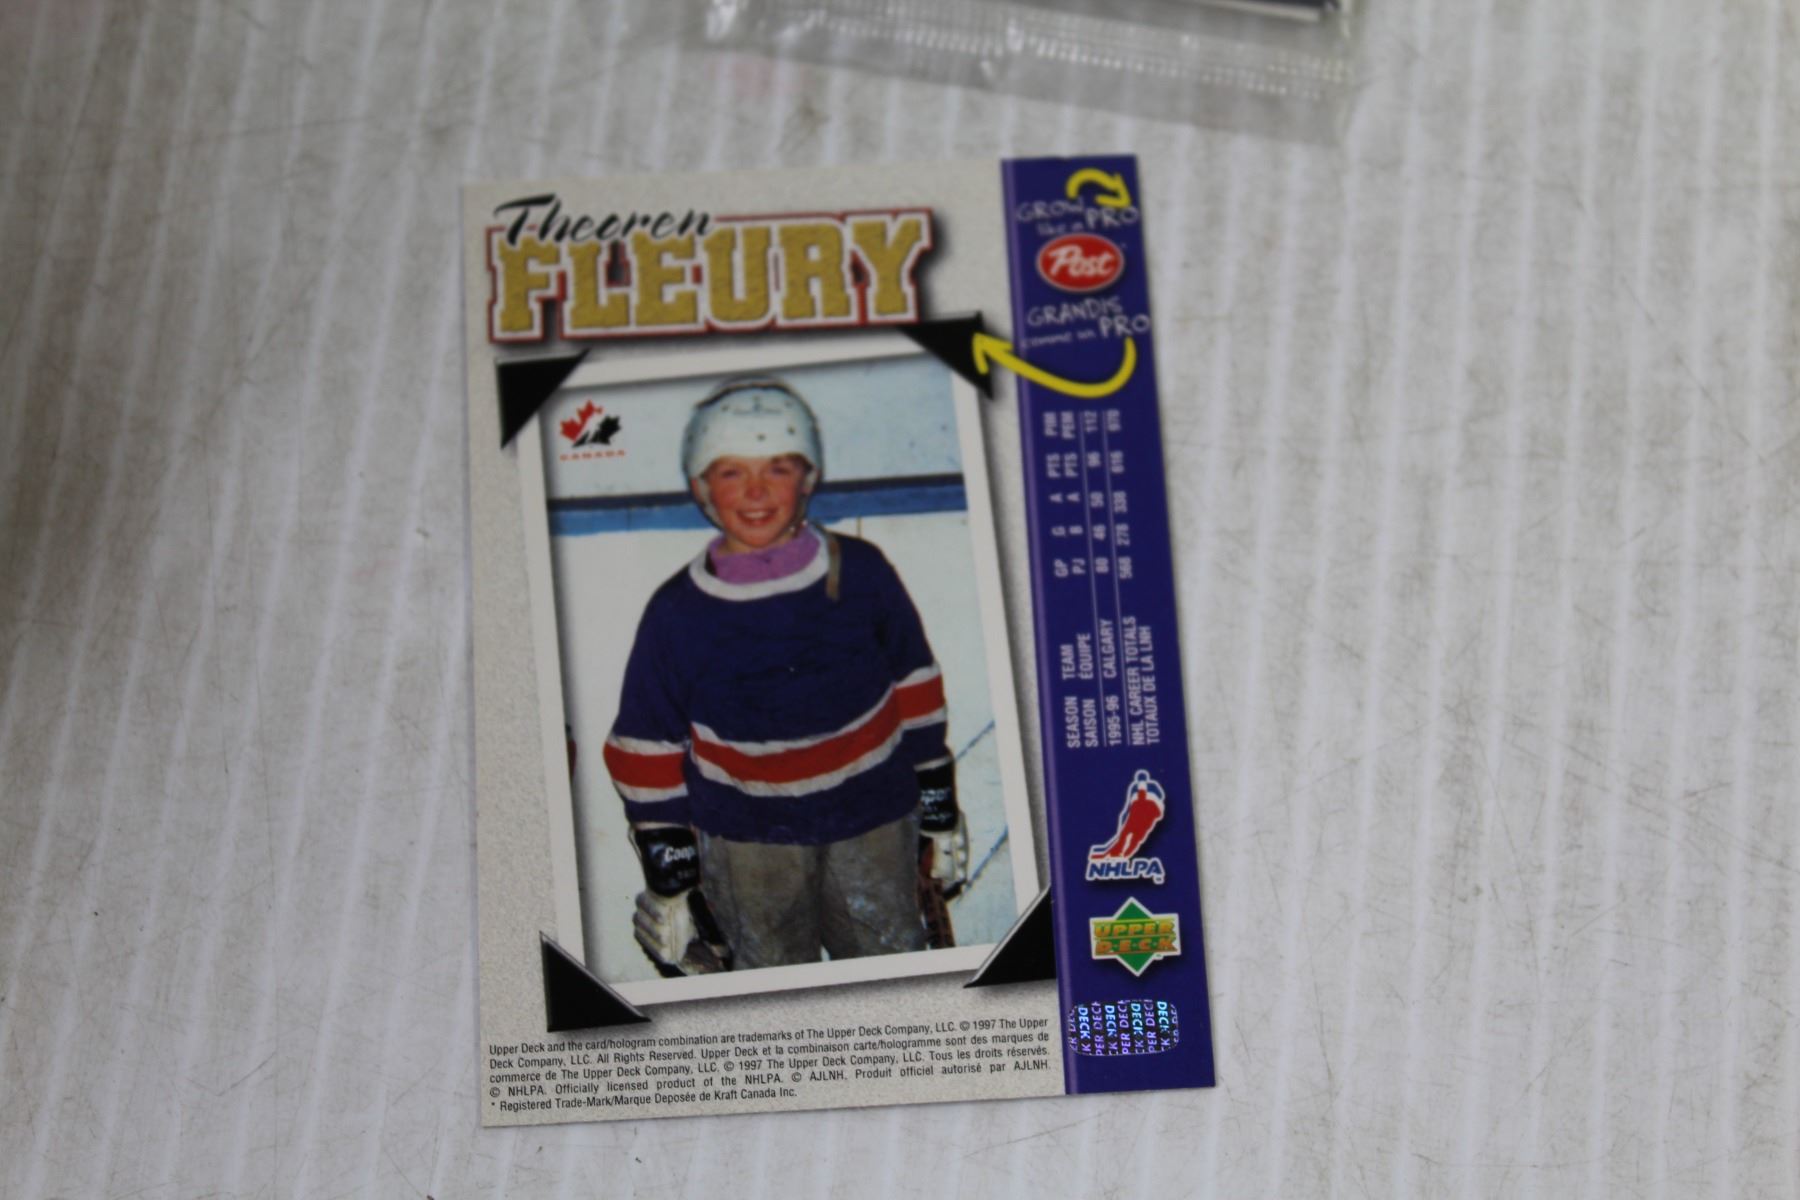 Theoren
FLEURY
CANADA
Coop
GROW
like a PRO
Post
GRANDIS
comme un PRO
SEASON TEAM GP G A PTS PIM
SAISON ÉQUIPE PJ B A PTS PEM
1995-96 CALGARY 80 46 50 96 112
NHL CAREER TOTALS 568 278 338 616 970
TOTAUX DE LA LNH
NHLPA
UPPER
D·E·C·K
Upper Deck and the card/hologram combination are trademarks of The Upper Deck Company, LLC. © 1997 The Upper
Deck Company, LLC. All Rights Reserved. Upper Deck et la combinaison carte/hologramme sont des marques de
commerce de The Upper Deck Company, LLC. © 1997 The Upper Deck Company, LLC. Tous les droits réservés.
© NHLPA. Officially licensed product of the NHLPA. © AJLNH. Produit officiel autorisé par AJLNH.
* Registered Trade-Mark/Marque Deposée de Kraft Canada Inc.